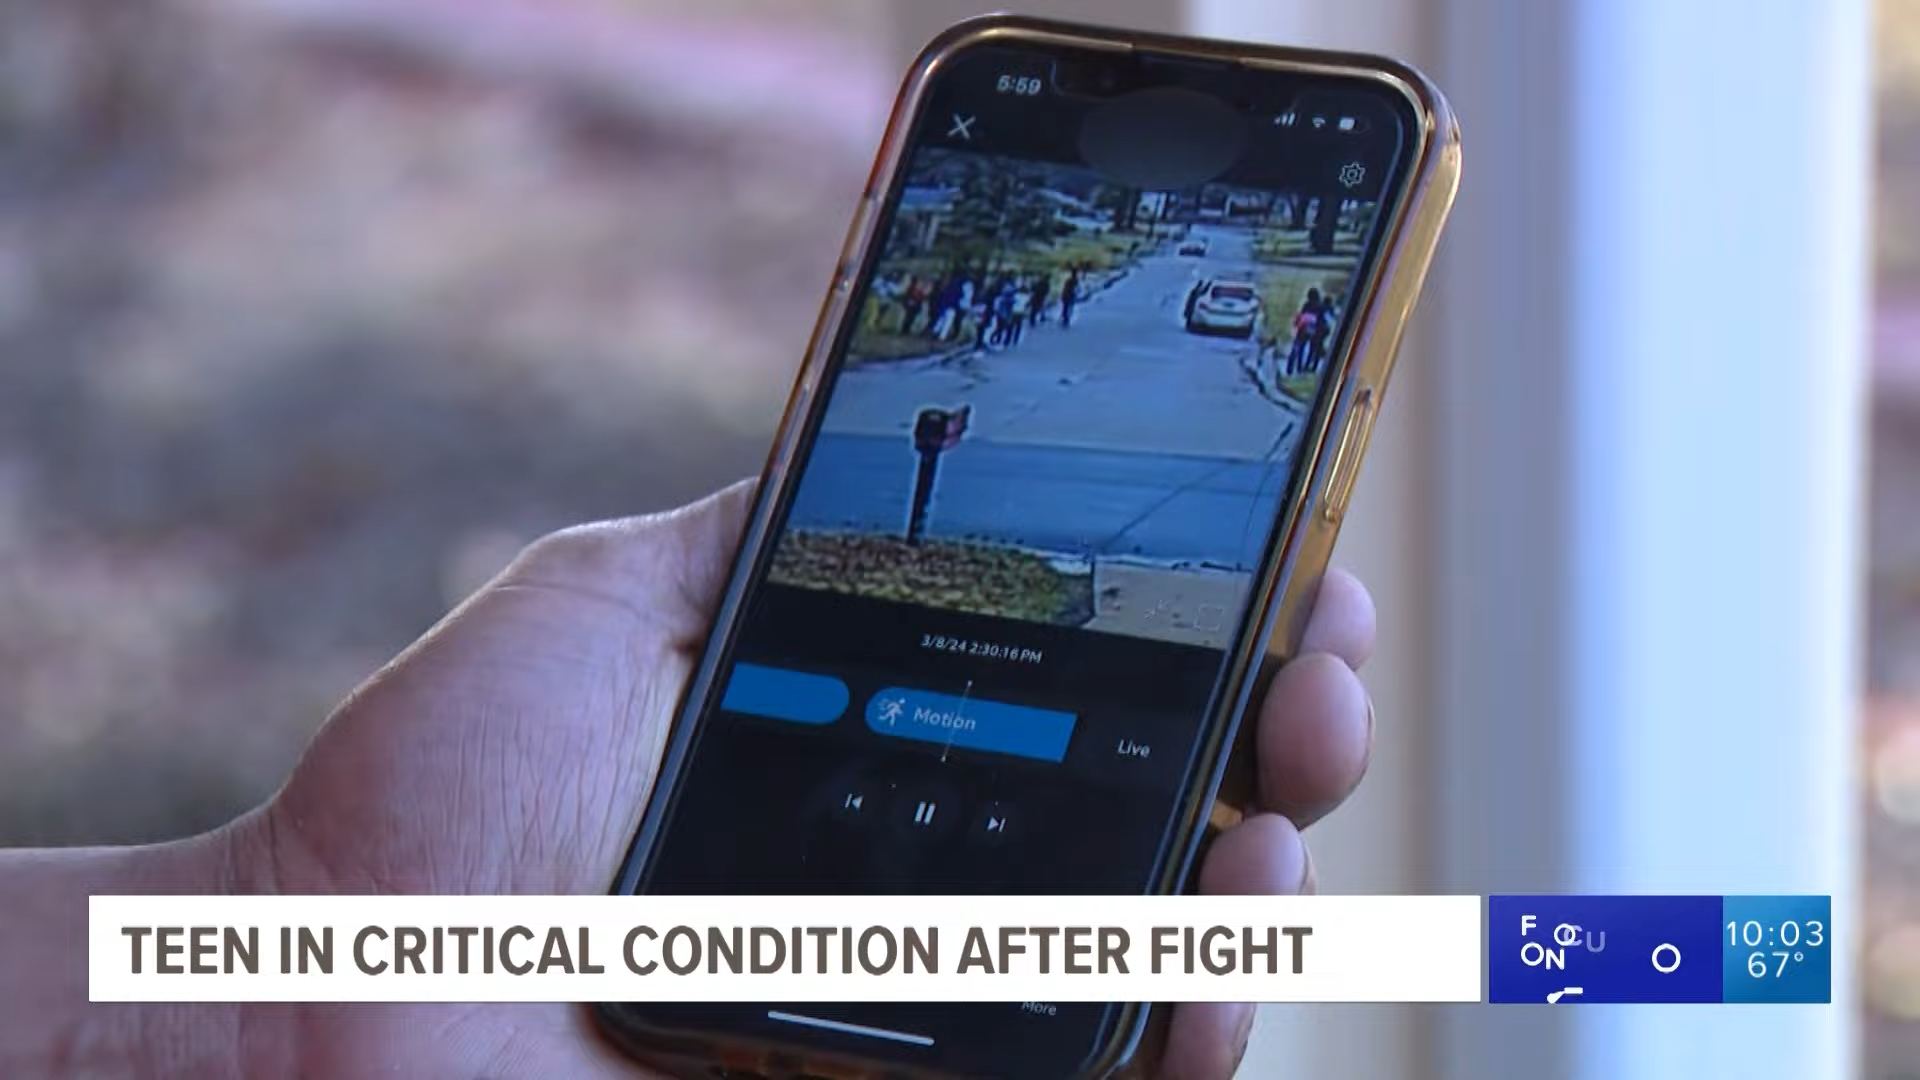 5:59
3/8/24 2:30:16 PM
Motion
Live
More
TEEN IN CRITICAL CONDITION AFTER FIGHT
10:03
67°